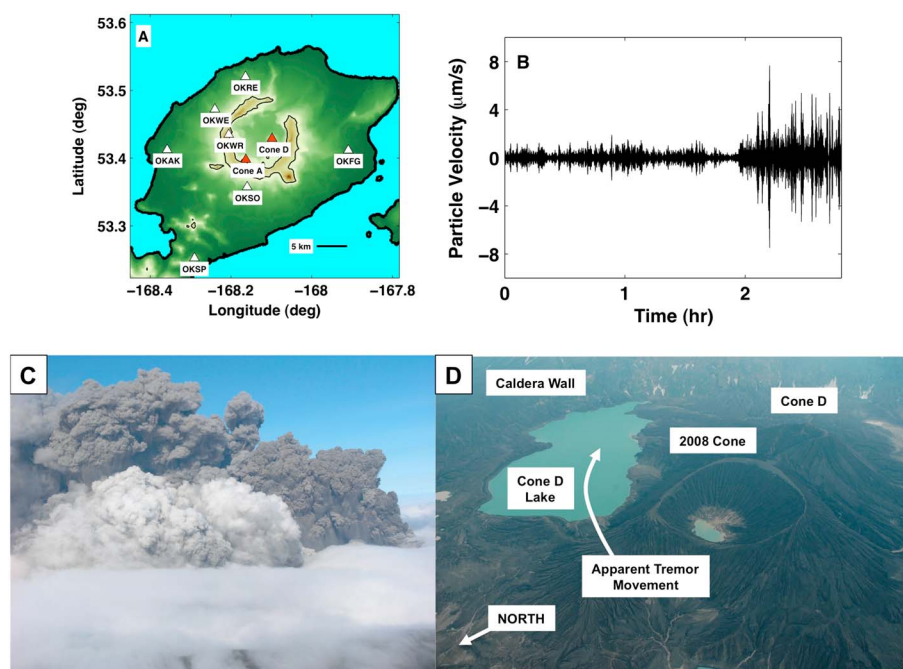 A
53.6
53.5
53.4
53.3
Latitude (deg)
OKRE
OKWE
OKWR
OKAK
Cone D
OKFG
Cone A
OKSO
5 km
OKSP
−168.4
−168.2
−168
−167.8
Longitude (deg)
B
8
4
0
−4
−8
Particle Velocity (μm/s)
0
1
2
Time (hr)
C
D
Caldera Wall
Cone D
2008 Cone
Cone D
Lake
Apparent Tremor
Movement
NORTH